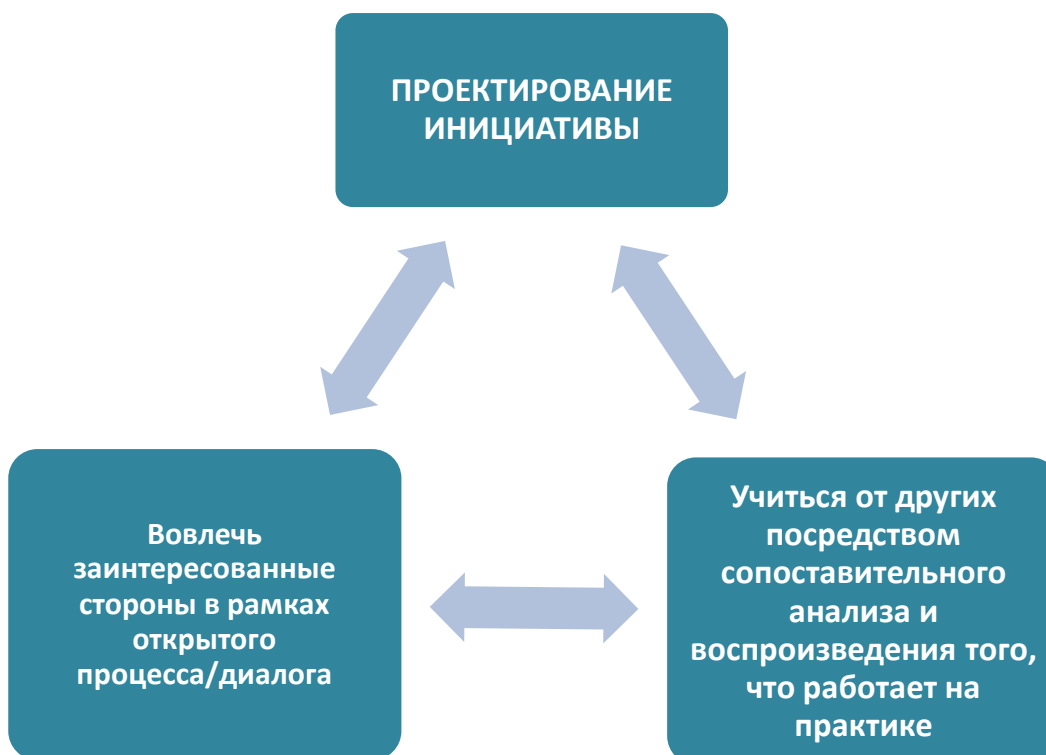 ПРОЕКТИРОВАНИЕ
ИНИЦИАТИВЫ
Вовлечь
заинтересованные
стороны в рамках
открытого
процесса/диалога
Учиться от других
посредством
сопоставительного
анализа и
воспроизведения того,
что работает на
практике